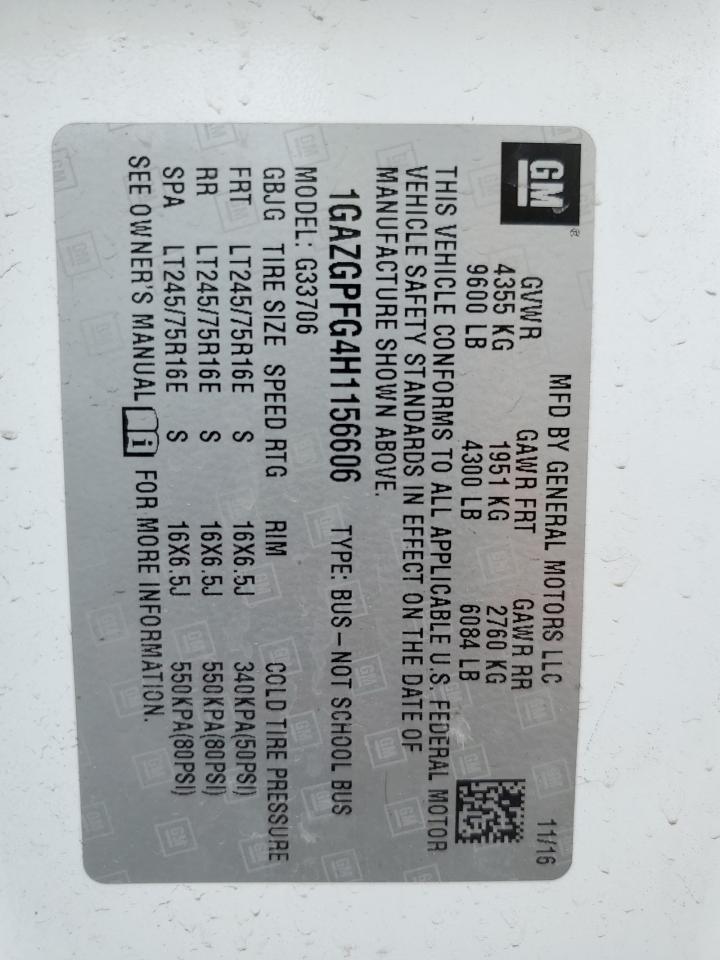 GM®
MFD BY GENERAL MOTORS LLC 11/16
GVWR GAWR FRT GAWR RR
4355 KG 1951 KG 2760 KG
9600 LB 4300 LB 6084 LB
THIS VEHICLE CONFORMS TO ALL APPLICABLE U.S. FEDERAL MOTOR
VEHICLE SAFETY STANDARDS IN EFFECT ON THE DATE OF
MANUFACTURE SHOWN ABOVE.
1GAZGPFG4H1156606 TYPE: BUS – NOT SCHOOL BUS
MODEL: G33706
GBJG TIRE SIZE SPEED RTG RIM COLD TIRE PRESSURE
FRT LT245/75R16E S 16X6.5J 340KPA(50PSI)
RR LT245/75R16E S 16X6.5J 550KPA(80PSI)
SPA LT245/75R16E S 16X6.5J 550KPA(80PSI)
SEE OWNER'S MANUAL i FOR MORE INFORMATION.